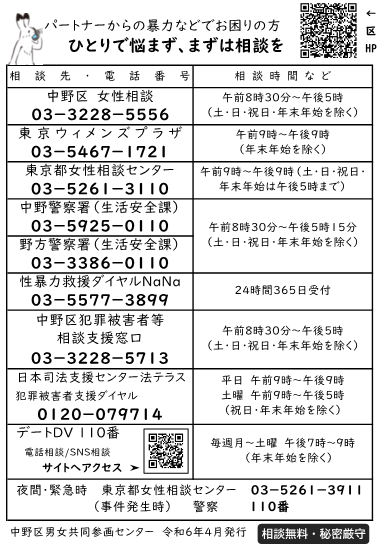 パートナーからの暴力などでお困りの方
ひとりで悩まず、まずは相談を
←
区
HP
相談先・電話番号
相談時間など
中野区 女性相談
03-3228-5556
午前8時30分～午後5時
(土・日・祝日・年末年始を除く)
東京ウィメンズプラザ
03-5467-1721
午前9時～午後9時
(年末年始を除く)
東京都女性相談センター
03-5261-3110
午前9時～午後9時(土・日・祝日・
年末年始は午後5時まで)
中野警察署(生活安全課)
03-5925-0110
野方警察署(生活安全課)
03-3386-0110
午前8時30分～午後5時15分
(土・日・祝日・年末年始を除く)
性暴力救援ダイヤルNaNa
03-5577-3899
24時間365日受付
中野区犯罪被害者等
相談支援窓口
03-3228-5713
午前8時30分～午後5時
(土・日・祝日・年末年始を除く)
日本司法支援センター法テラス
犯罪被害者支援ダイヤル
0120-079714
平日 午前9時～午後9時
土曜 午前9時～午後5時
(祝日・年末年始を除く)
デートDV 110番
電話相談/SNS相談
サイトへアクセス ➤
毎週月～土曜 午後7時～9時
(年末年始を除く)
夜間・緊急時 東京都女性相談センター 03-5261-3911
(事件発生時) 警察 110番
中野区男女共同参画センター 令和6年4月発行
相談無料・秘密厳守